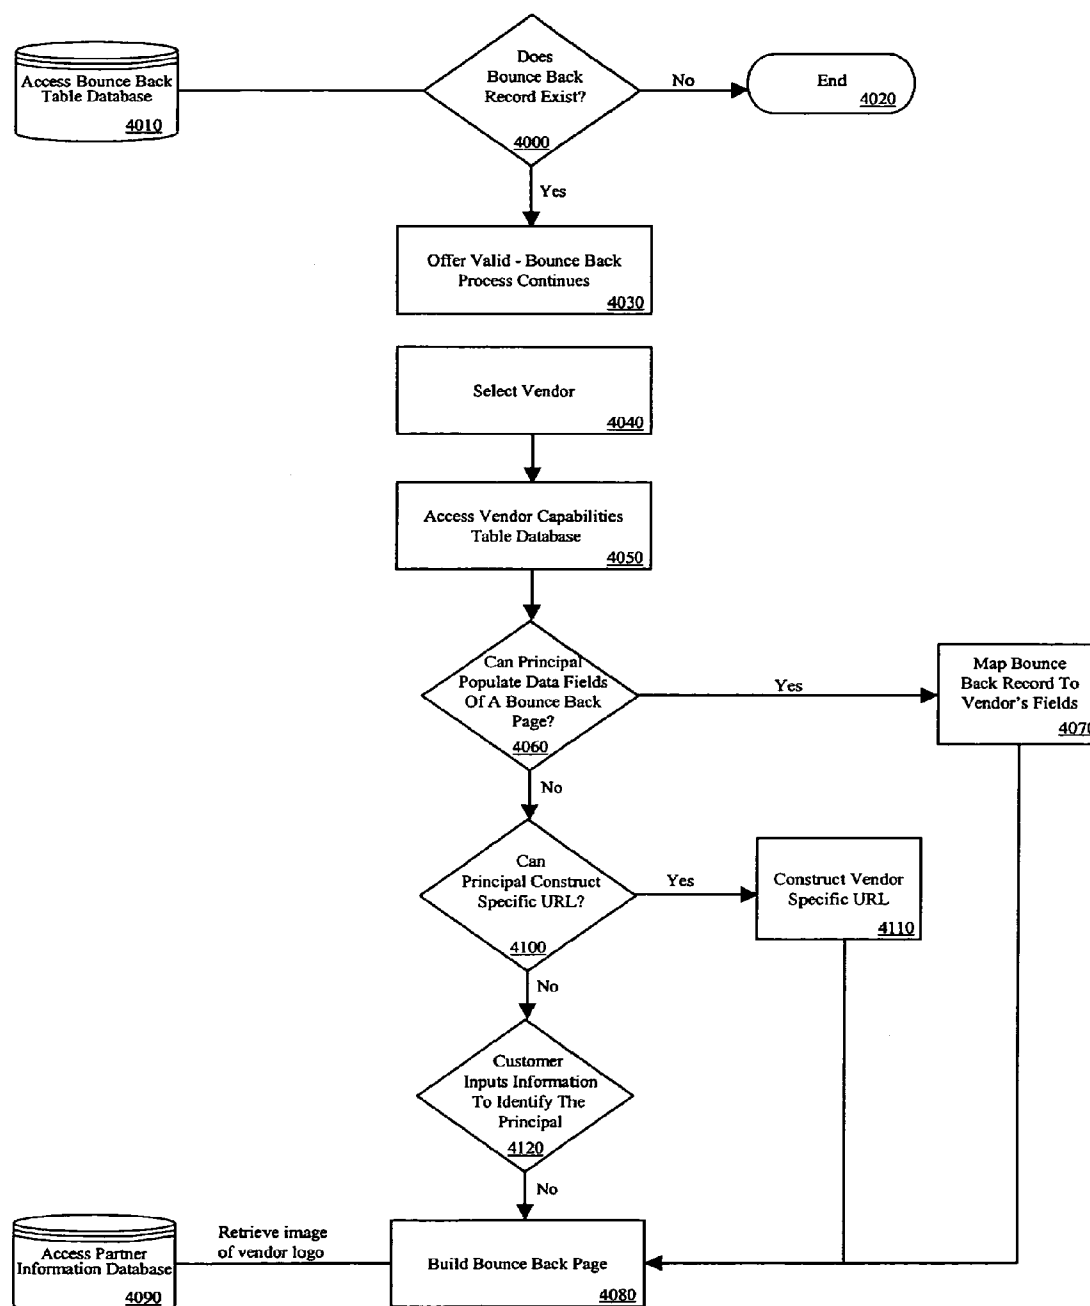 Access Bounce Back
Table Database
4010
Does
Bounce Back
Record Exist?
4000
No
End
4020
Yes
Offer Valid - Bounce Back
Process Continues
4030
Select Vendor
4040
Access Vendor Capabilities
Table Database
4050
Can Principal
Populate Data Fields
Of A Bounce Back
Page?
4060
Yes
Map Bounce
Back Record To
Vendor's Fields
4070
No
Can
Principal Construct
Specific URL?
4100
Yes
Construct Vendor
Specific URL
4110
No
Customer
Inputs Information
To Identify The
Principal
4120
No
Access Partner
Information Database
4090
Retrieve image
of vendor logo
Build Bounce Back Page
4080